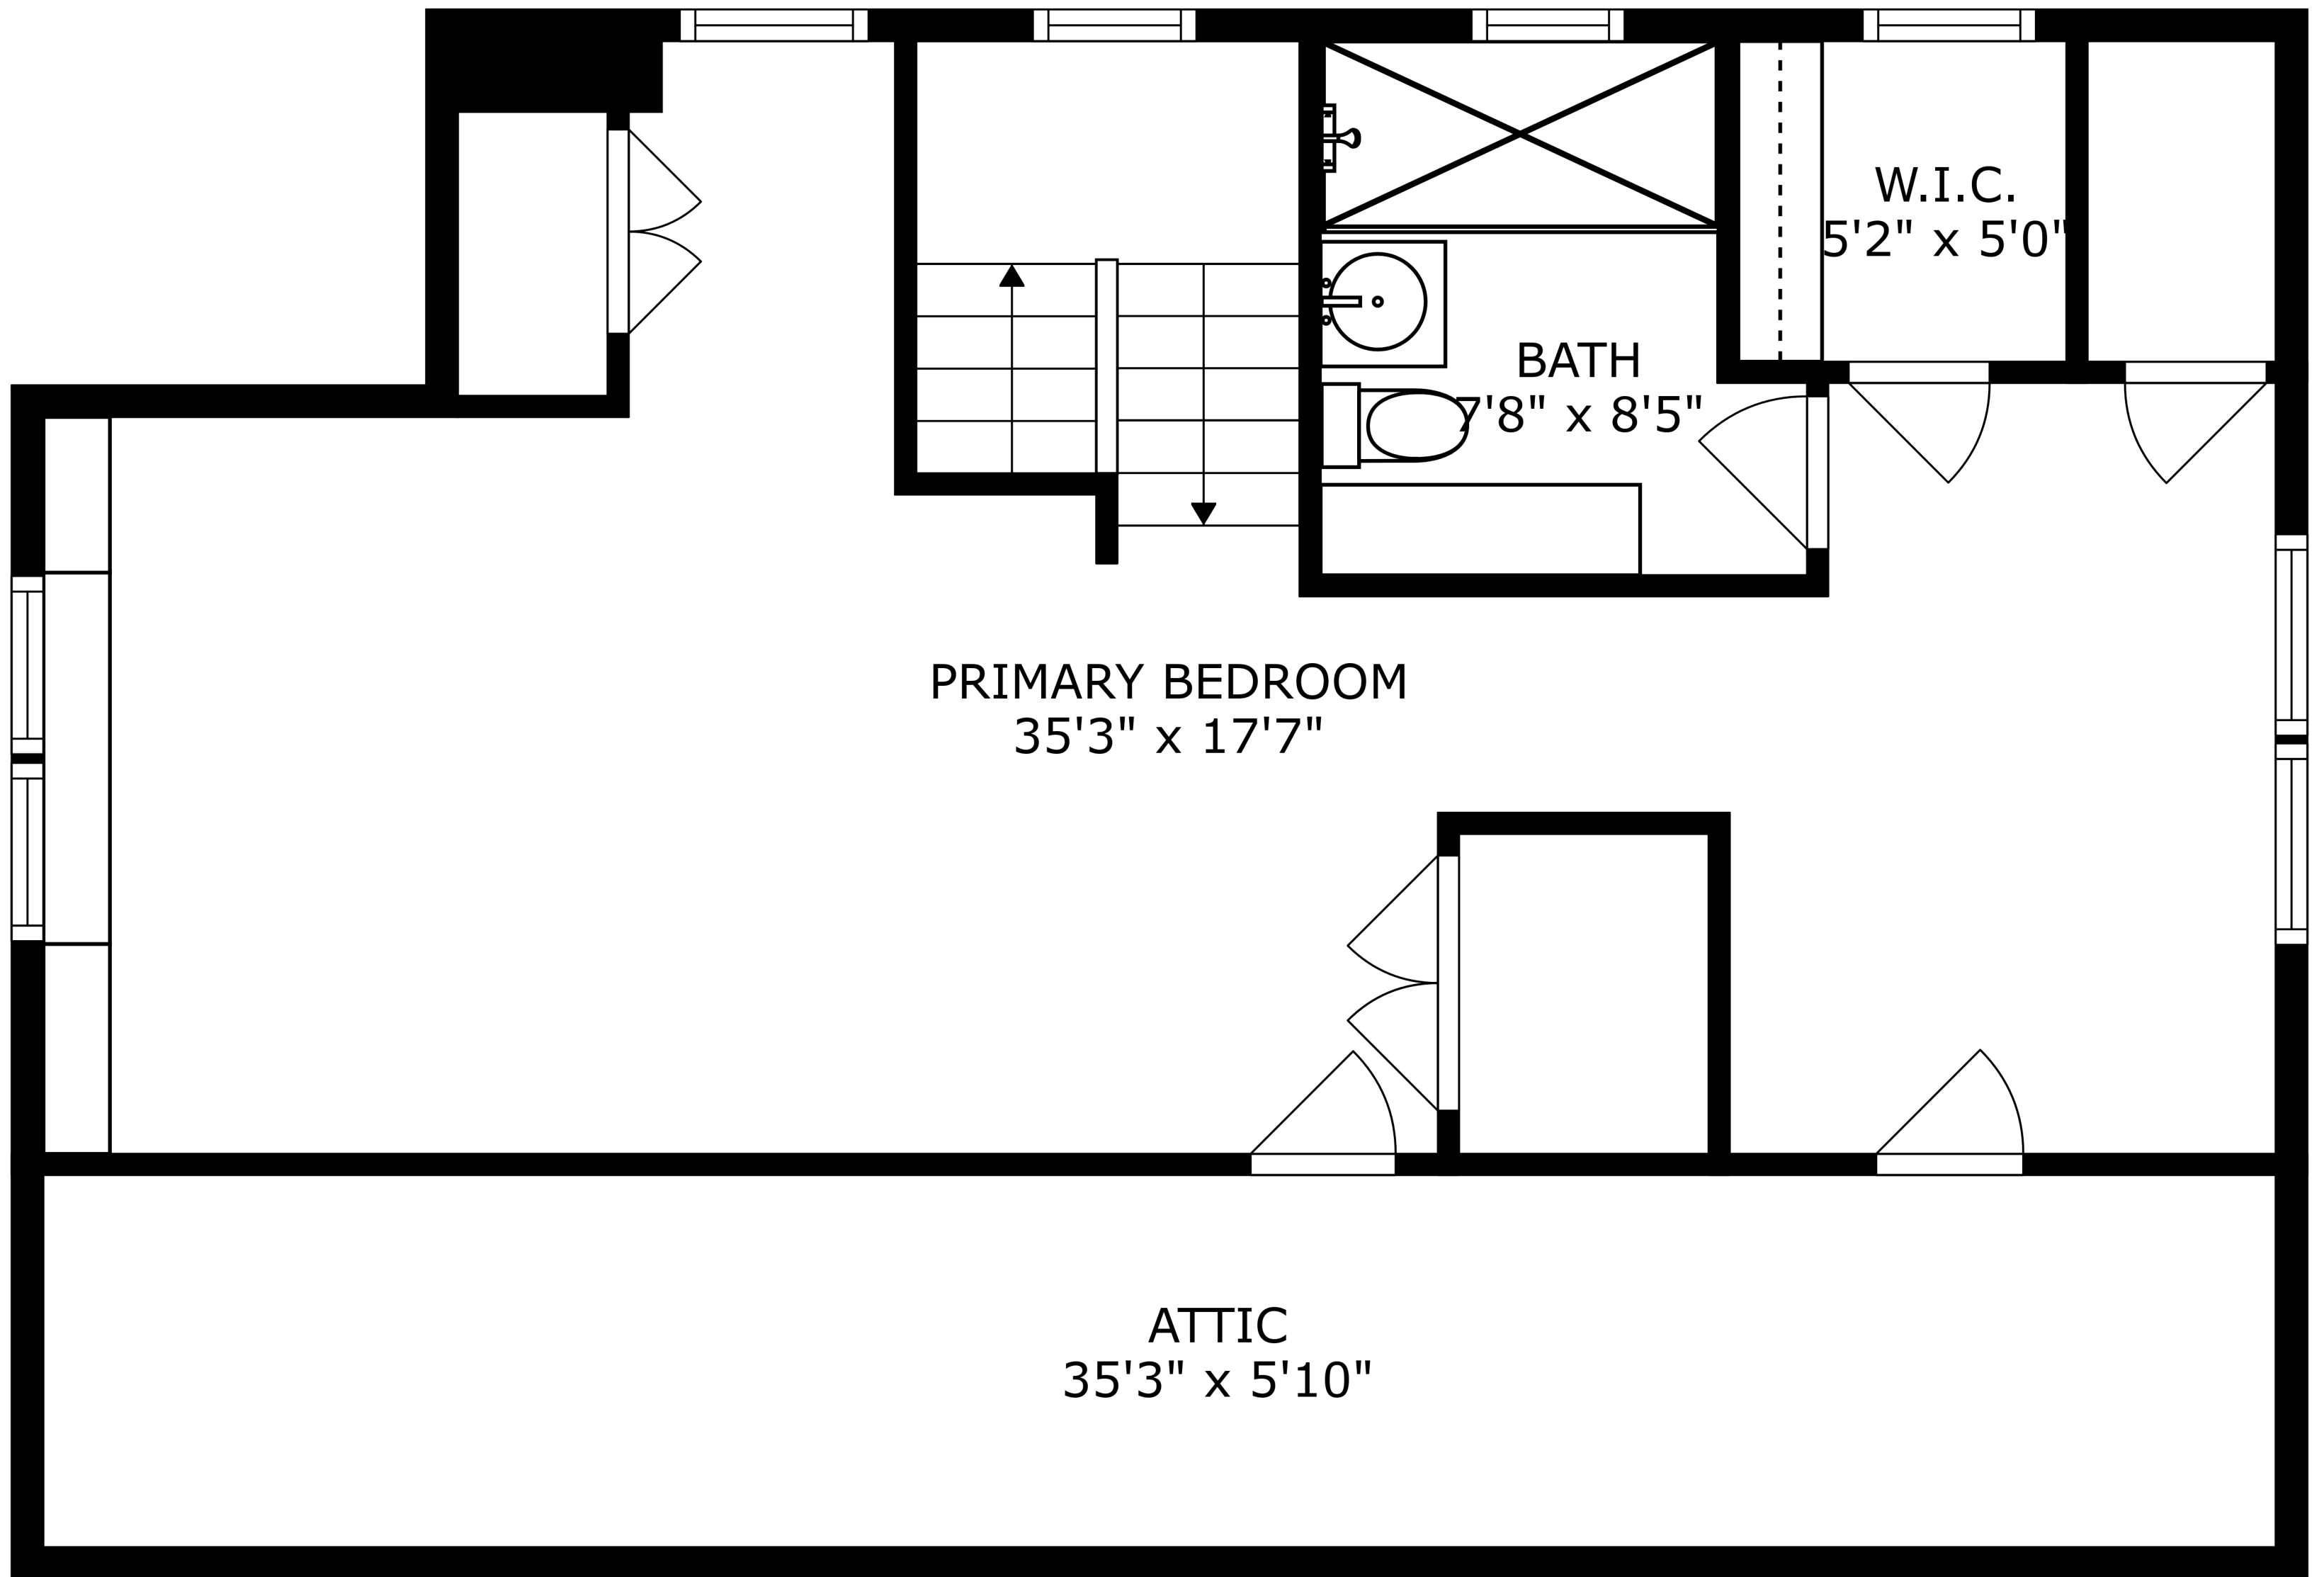 W.I.C.
5'2" x 5'0"
BATH
7'8" x 8'5"
PRIMARY BEDROOM
35'3" x 17'7"
ATTIC
35'3" x 5'10"